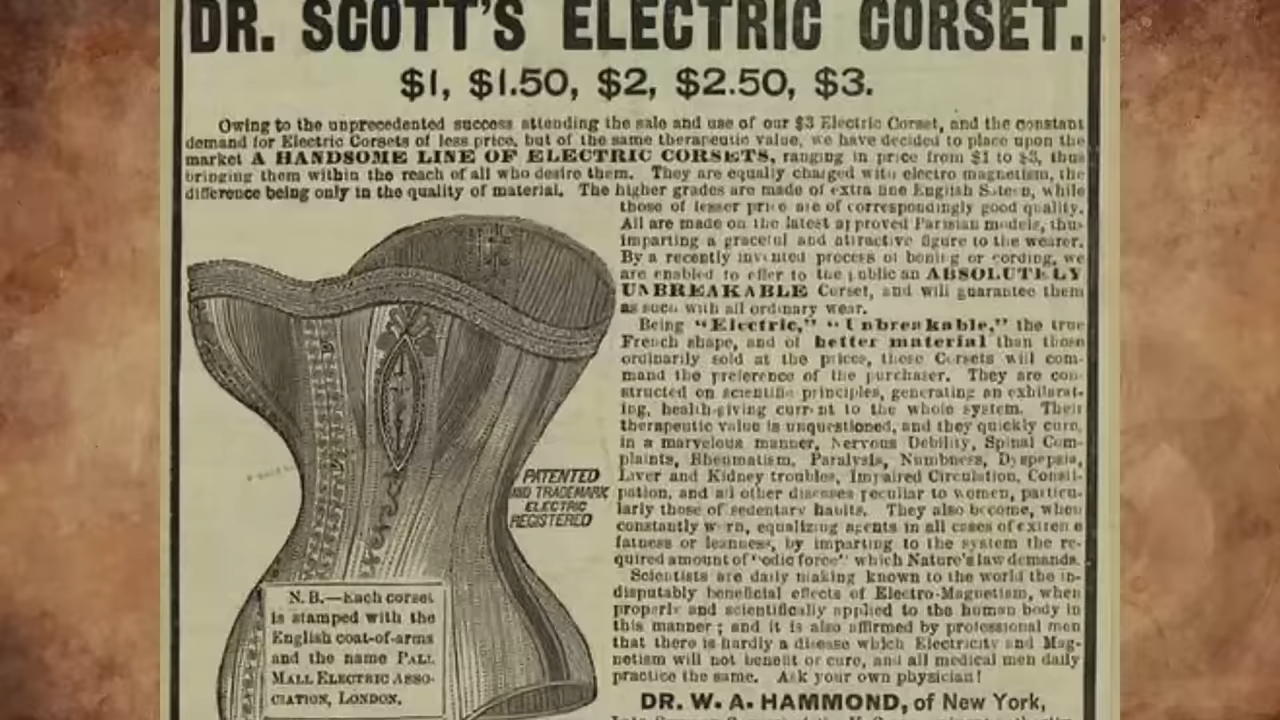 DR. SCOTT'S ELECTRIC CORSET.
$1, $1.50, $2, $2.50, $3.
Owing to the unprecedented success attending the sale and use of our $3 Electric Corset, and the constant
demand for Electric Corsets of less price, but of the same therapeutic value, we have decided to place upon the
market A HANDSOME LINE OF ELECTRIC CORSETS, ranging in price from $1 to $3, thus
bringing them within the reach of all who desire them. They are equally charged with electro magnetism, the
difference being only in the quality of material. The higher grades are made of extra fine English Sateen, while
those of lesser price are of correspondingly good quality.
All are made on the latest approved Parisian models, thus
imparting a graceful and attractive figure to the wearer.
By a recently invented process of boning or cording, we
are enabled to offer to the public an ABSOLUTELY
UNBREAKABLE Corset, and will guarantee them
as such with all ordinary wear.
Being "Electric," "Unbreakable," the true
French shape, and of better material than those
ordinarily sold at the prices, these Corsets will com-
mand the preference of the purchaser. They are con-
structed on scientific principles, generating an exhilarat-
ing, health-giving current to the whole system. Their
therapeutic value is unquestioned, and they quickly cure,
in a marvelous manner, Nervous Debility, Spinal Com-
plaints, Rheumatism, Paralysis, Numbness, Dyspepsia,
Liver and Kidney troubles, Impaired Circulation, Consti-
pation, and all other diseases peculiar to women, particu-
larly those of sedentary habits. They also become, when
constantly worn, equalizing agents in all cases of extreme
fatness or leanness, by imparting to the system the re-
quired amount of "odic force" which Nature's law demands.
Scientists are daily making known to the world the in-
disputably beneficial effects of Electro-Magnetism, when
properly and scientifically applied to the human body in
this manner; and it is also affirmed by professional men
that there is hardly a disease which Electricity and Mag-
netism will not benefit or cure, and all medical men daily
practice the same. Ask your own physician!
DR. W. A. HAMMOND, of New York,
PATENTED
AND TRADEMARK
ELECTRIC
REGISTERED
N. B.—Each corset
is stamped with the
English coat-of-arms
and the name PALL
MALL ELECTRIC ASSO-
CIATION, LONDON.